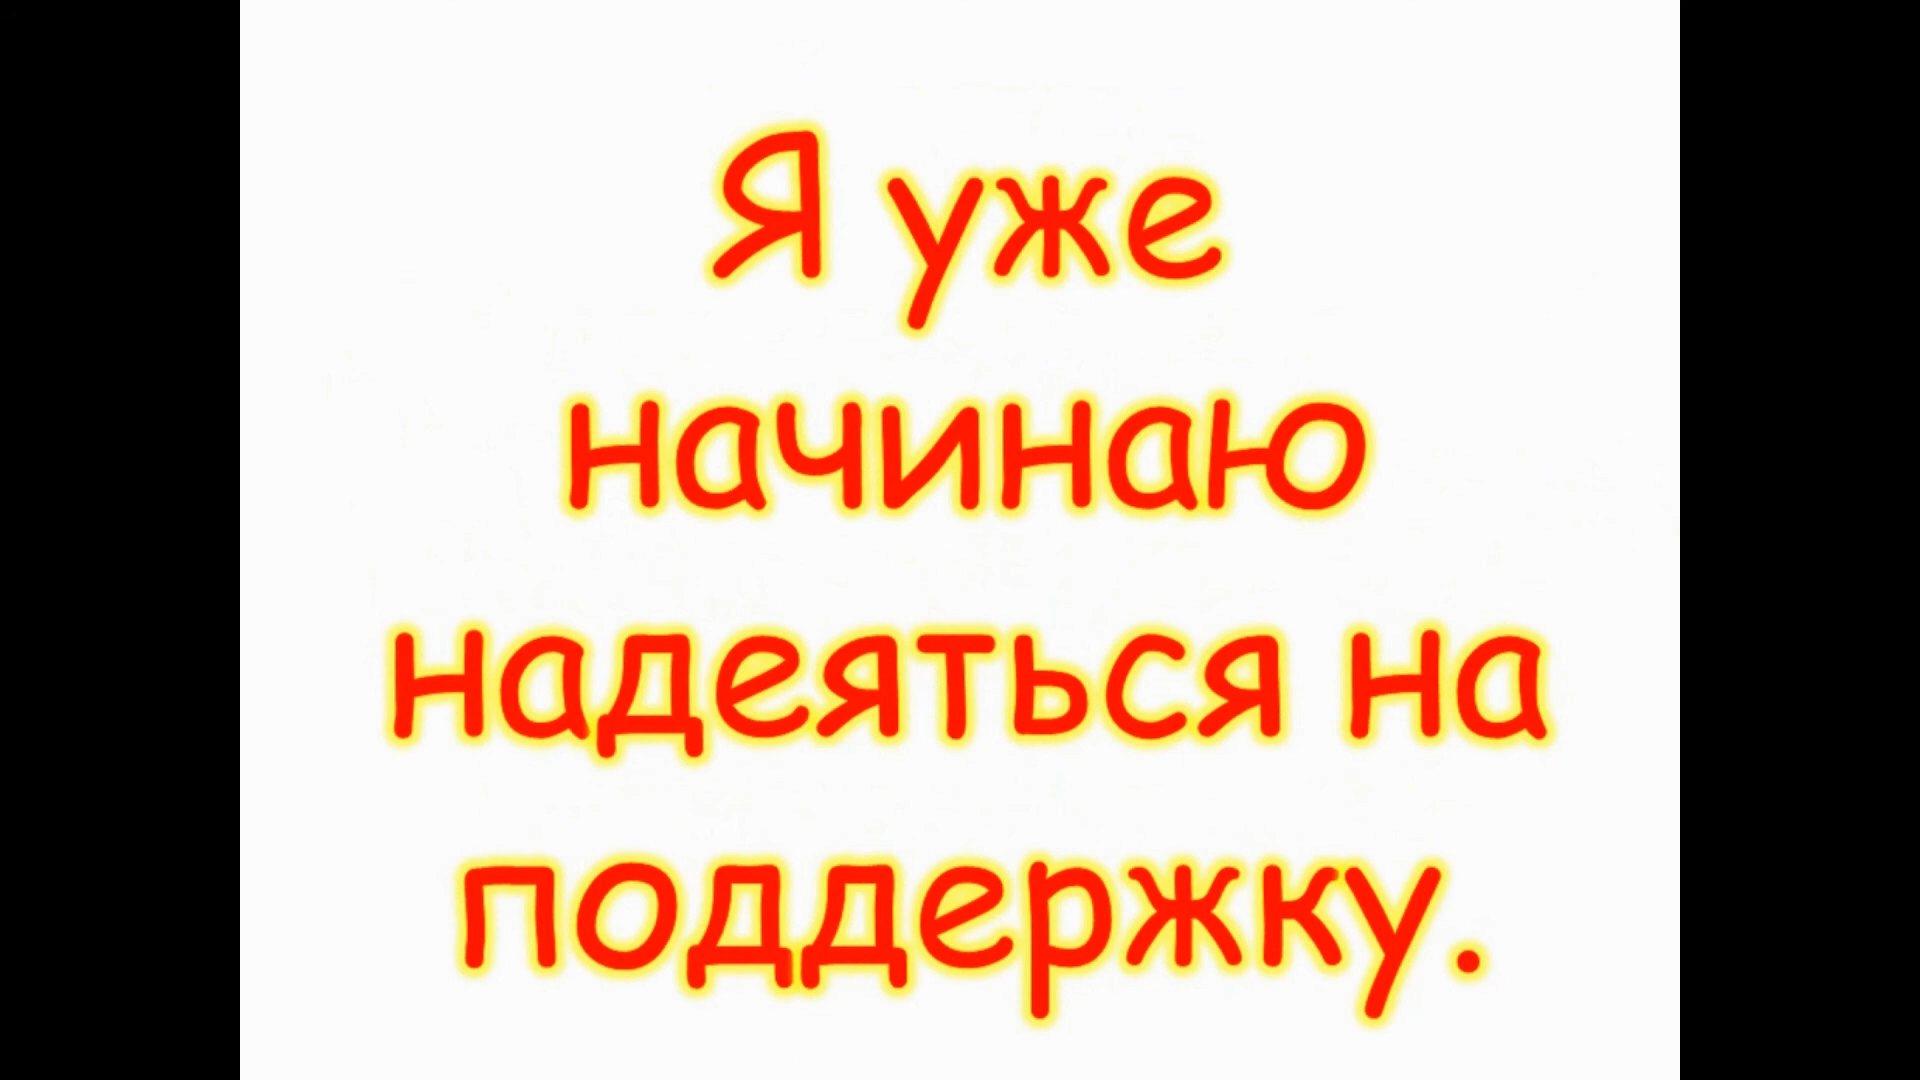 Я уже
начинаю
надеяться на
поддержку.